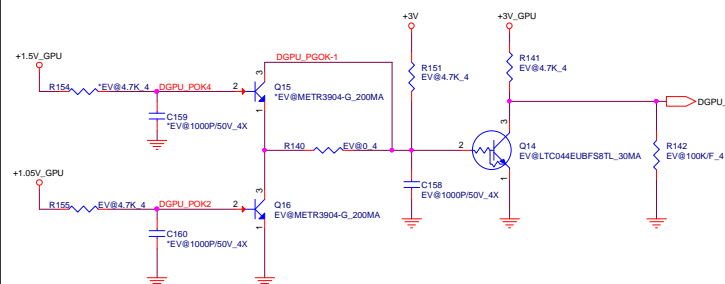 +3V
+3V_GPU
+1.5V_GPU
DGPU_PGOK-1
R151
EV@4.7K_4
R141
EV@4.7K_4
R154
*EV@4.7K_4
DGPU_POK4
2
3
1
Q15
*EV@METR3904-G_200MA
C159
*EV@1000P/50V_4X
DGPU_
R140
EV@0_4
2
3
1
Q14
EV@LTC044EUBFS8TL_30MA
R142
EV@100K/F_4
+1.05V_GPU
C158
EV@1000P/50V_4X
R155
EV@4.7K_4
DGPU_POK2
2
3
1
Q16
EV@METR3904-G_200MA
C160
*EV@1000P/50V_4X